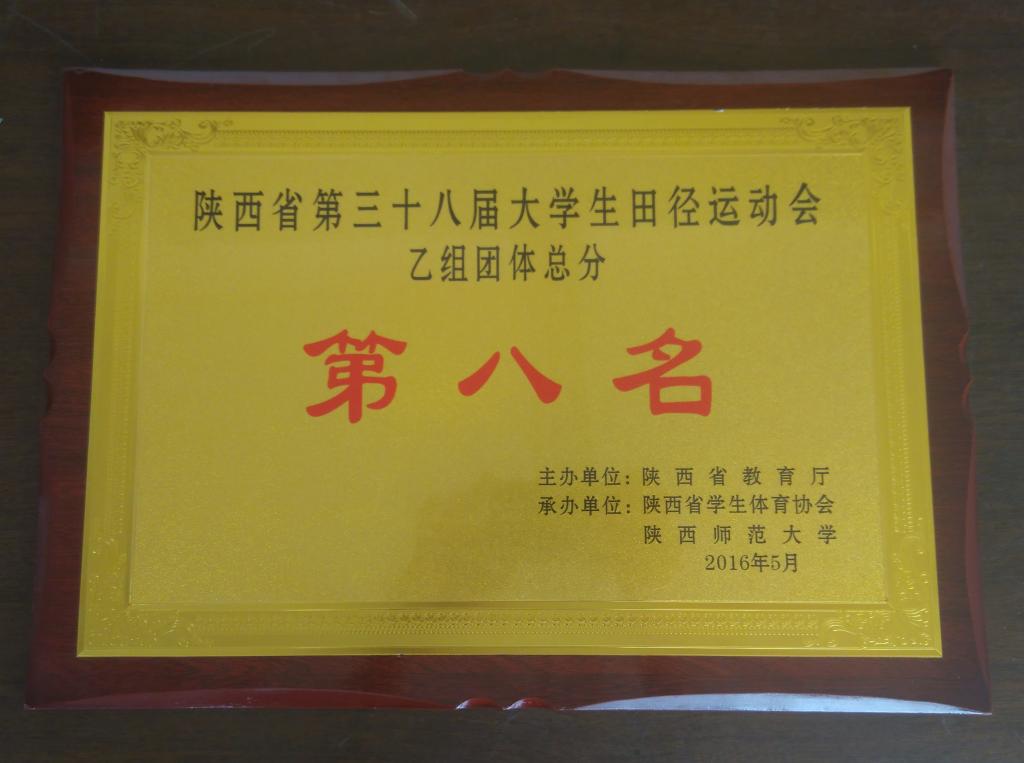 陕西省第三十八届大学生田径运动会
乙组团体总分
第八名
主办单位：陕西省教育厅
承办单位：陕西省学生体育协会
陕西师范大学
2016年5月